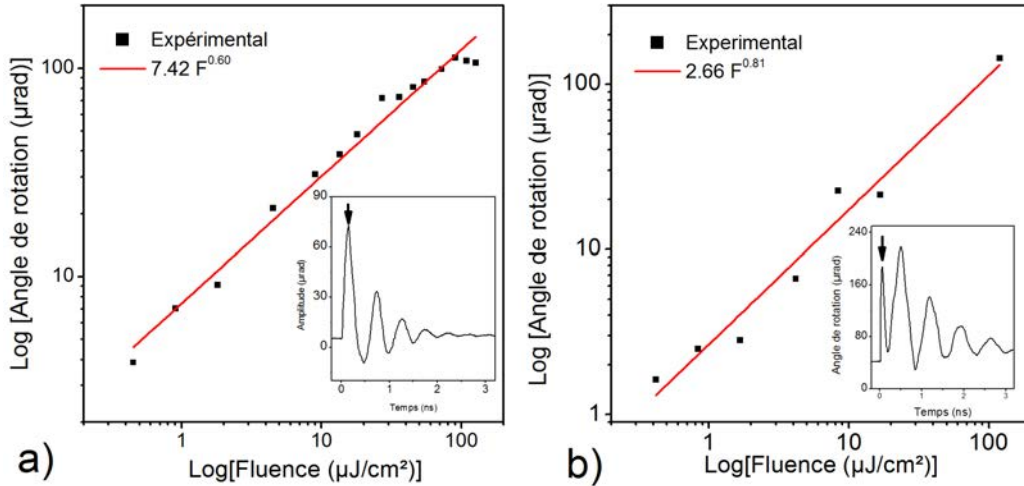 Expérimental
7.42 F^0.60
Log [Angle de rotation (µrad)]
100
10
90
60
30
0
Amplitude (µrad)
0 1 2 3
Temps (ns)
1 10 100
Log[Fluence (µJ/cm²)]
a)
Experimental
2.66 F^0.81
Log [Angle de rotation (µrad)]
100
10
1
240
160
80
0
Angle de rotation (µrad)
0 1 2 3
Temps (ns)
1 10 100
Log[Fluence (µJ/cm²)]
b)